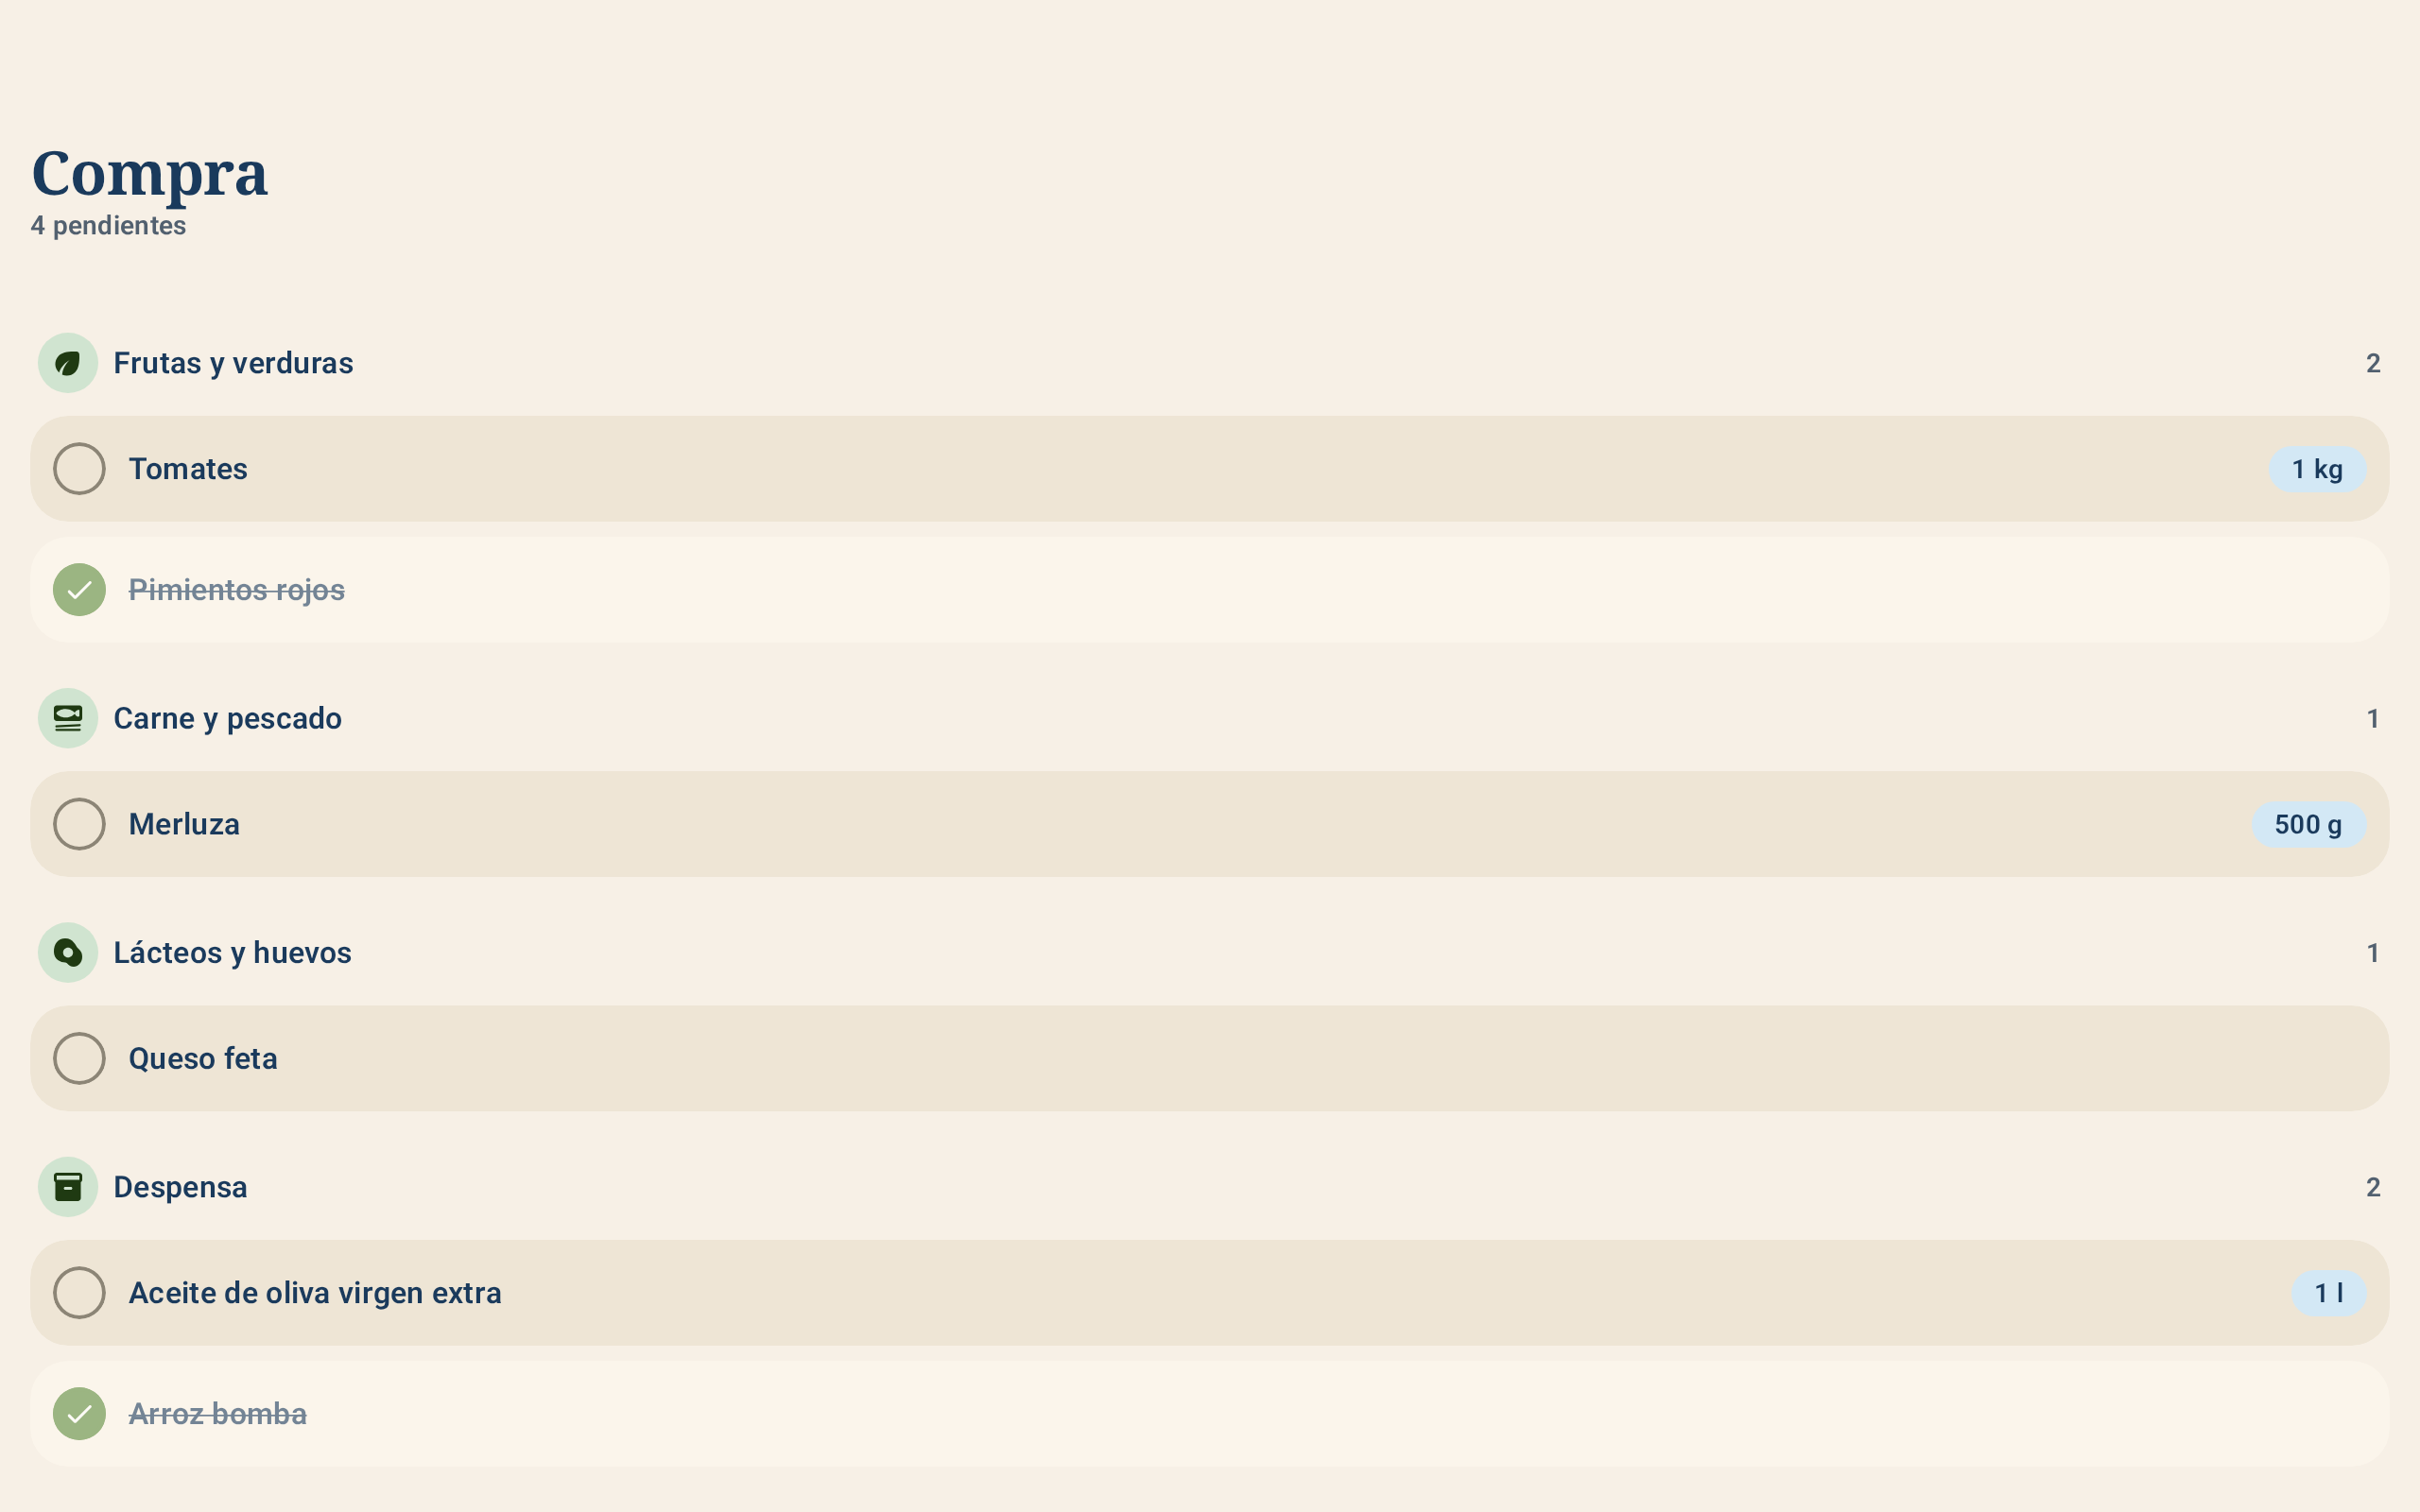 Compra
4 pendientes
Frutas y verduras 2
Tomates 1 kg
Pimientos rojos
Carne y pescado 1
Merluza 500 g
Lácteos y huevos 1
Queso feta
Despensa 2
Aceite de oliva virgen extra 1 l
Arroz bomba